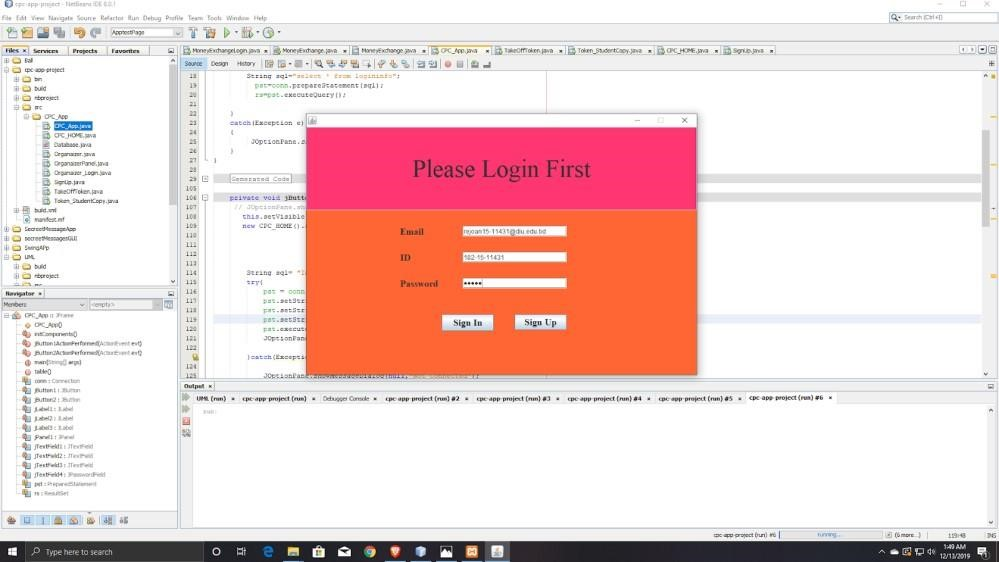 cpc-app-project - NetBeans IDE 8.0.1
File Edit View Navigate Source Refactor Run Debug Profile Team Tools Window Help
Search (Ctrl+I)
ApptestPage
Files × Services Projects Favorites
MoneyExchangeLogin.java × MoneyExchange.java × MoneyExchange.java × CPC_App.java × TakeOffToken.java × Token_StudentCopy.java × CPC_HOME.java × SignUp.java ×
Source Design History
Ball
cpc-app-project
bin
build
nbproject
src
CPC_App
CPC_App.java
CPC_HOME.java
Database.java
Organaizer.java
OrganaizerPanel.java
Organaizer_Login.java
SignUp.java
TakeOffToken.java
Token_StudentCopy.java
build.xml
manifest.mf
SecreetMessageApp
secreetMessagesGUI
SwingAPp
UML
build
nbproject
src
18 String sql="select * from logininfo";
19 pst=conn.prepareStatement(sql);
20 rs=pst.executeQuery();
21
22 }
23 catch(Exception e)
24 {
25 JOptionPane.s
26 }
27 }
28
29 Generated Code
105
106 private void jButt
107 // JOptionPane.sh
108 this.setVisible
109 new CPC_HOME().
110
111
112
113
114 String sql= "In
115 try{
116 pst = conn
117 pst.setStr
118 pst.setStr
119 pst.setStr
120 pst.execut
121 JOptionPan
122
123 }catch(Exception
124
125 JOptionPane.showMessageDialog(null,"Not Connected");
Please Login First
Email rejoan15-11431@diu.edu.bd
ID 182-15-11431
Password •••••
Sign In Sign Up
Navigator ×
Members <empty>
CPC_App :: JFrame
CPC_App()
initComponents()
jButton1ActionPerformed(ActionEvent evt)
jButton2ActionPerformed(ActionEvent evt)
main(String[] args)
table()
conn : Connection
jButton1 : JButton
jButton2 : JButton
jLabel1 : JLabel
jLabel2 : JLabel
jLabel3 : JLabel
jPanel1 : JPanel
jTextField1 : JTextField
jTextField2 : JTextField
jTextField3 : JTextField
jTextField4 : JPasswordField
pst : PreparedStatement
rs : ResultSet
Output ×
UML (run) × cpc-app-project (run) × Debugger Console × cpc-app-project (run) #2 × cpc-app-project (run) #3 × cpc-app-project (run) #4 × cpc-app-project (run) #5 × cpc-app-project (run) #6 ×
run:
cpc-app-project (run) #6 running... (6 more...) 119:48 INS
Type here to search
1:49 AM
12/13/2019